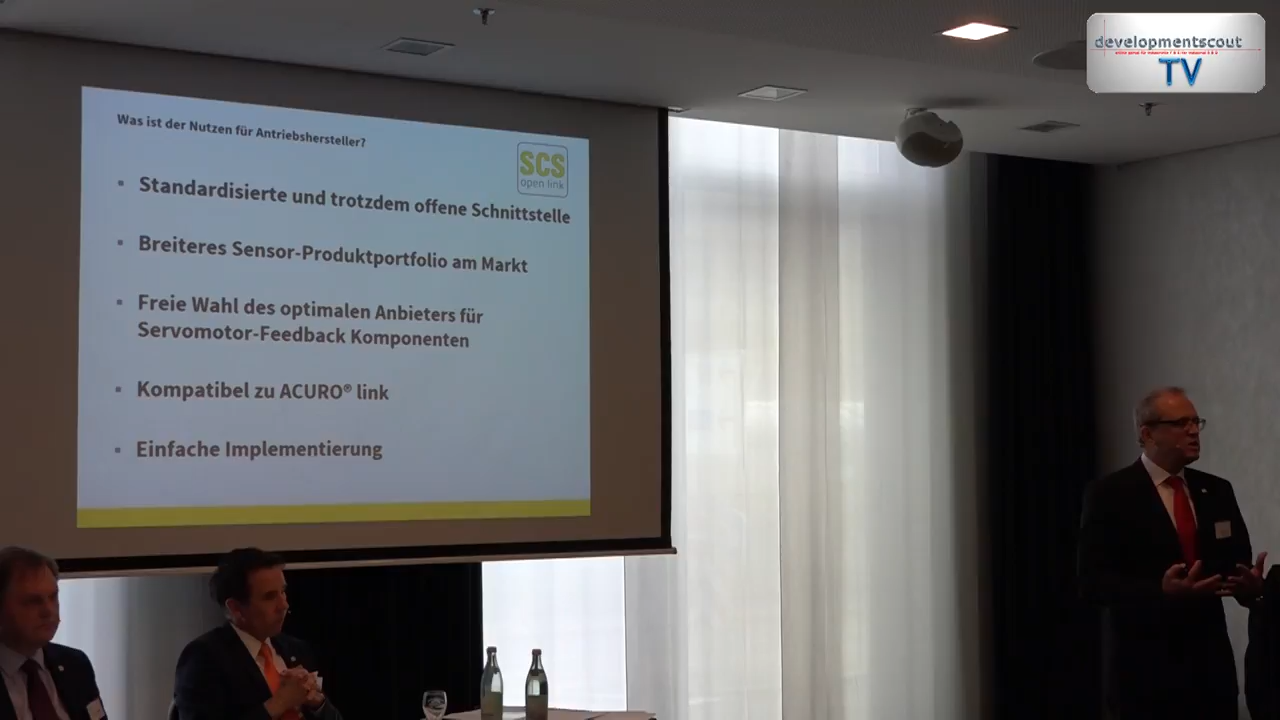 developmentscout
TV
Was ist der Nutzen für Antriebshersteller?
SCS
open link
▪ Standardisierte und trotzdem offene Schnittstelle
▪ Breiteres Sensor-Produktportfolio am Markt
▪ Freie Wahl des optimalen Anbieters für
Servomotor-Feedback Komponenten
▪ Kompatibel zu ACURO® link
▪ Einfache Implementierung